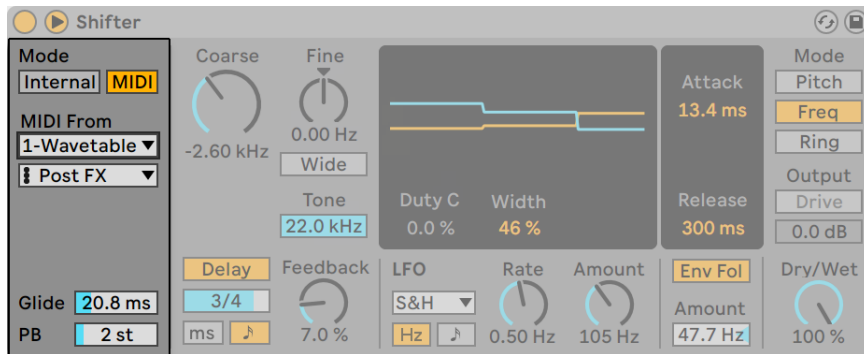 Shifter
Mode
Internal MIDI
MIDI From
1-Wavetable
Post FX
Glide 20.8 ms
PB 2 st
Coarse
-2.60 kHz
Fine
0.00 Hz
Wide
Tone
22.0 kHz
Delay
3/4
ms
Feedback
7.0 %
Duty C Width
0.0 % 46 %
Attack
13.4 ms
Release
300 ms
LFO Rate Amount
S&H
Hz 0.50 Hz 105 Hz
Env Fol
Amount
47.7 Hz
Mode
Pitch
Freq
Ring
Output
Drive
0.0 dB
Dry/Wet
100 %